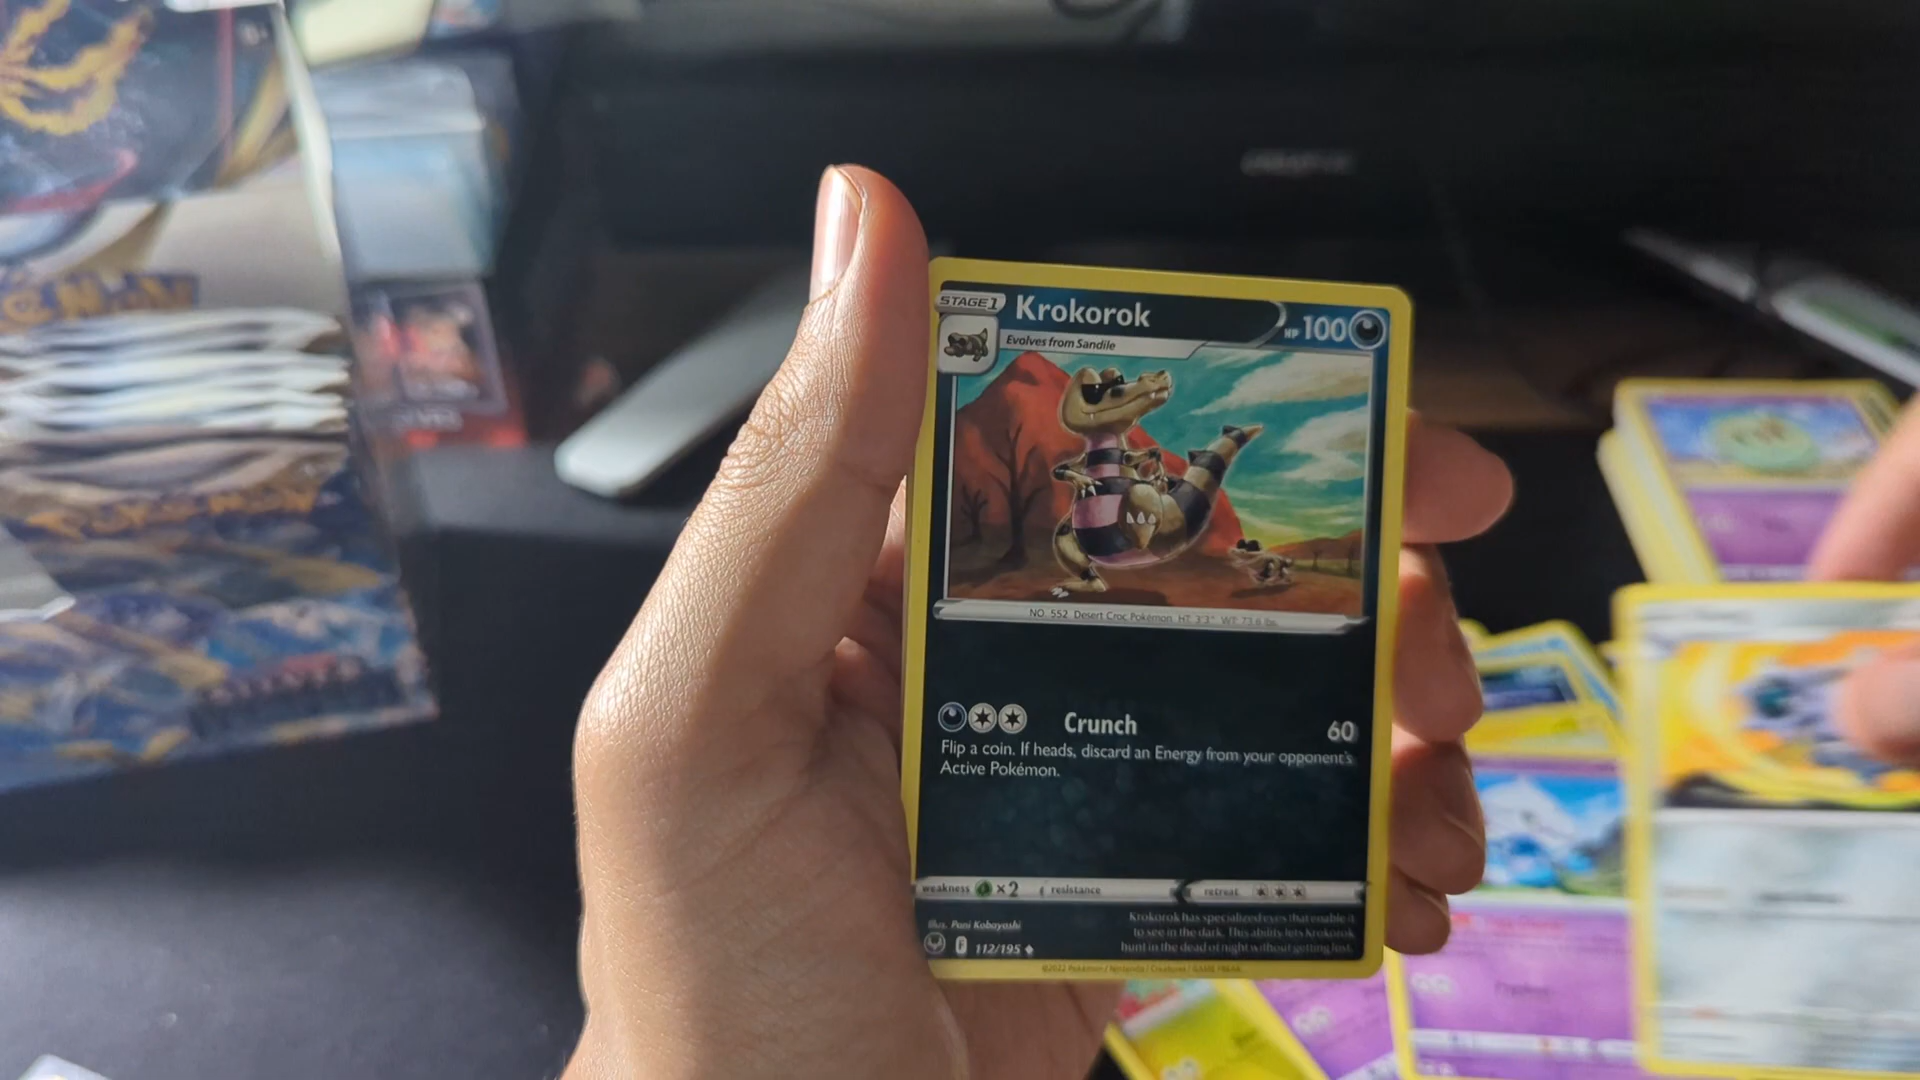 POKEMON
STAGE 1
Krokorok
HP 100
Evolves from Sandile
NO. 552 Desert Croc Pokémon HT: 3'3" WT: 73.6 lbs.
Crunch 60
Flip a coin. If heads, discard an Energy from your opponent's
Active Pokémon.
weakness ×2 resistance retreat
Illus. Pani Kobayashi
F 112/195
Krokorok has specialized eyes that enable it
to see in the dark. This ability lets Krokorok
hunt in the dead of night without getting lost.
©2022 Pokémon / Nintendo / Creatures / GAME FREAK
POKEMON